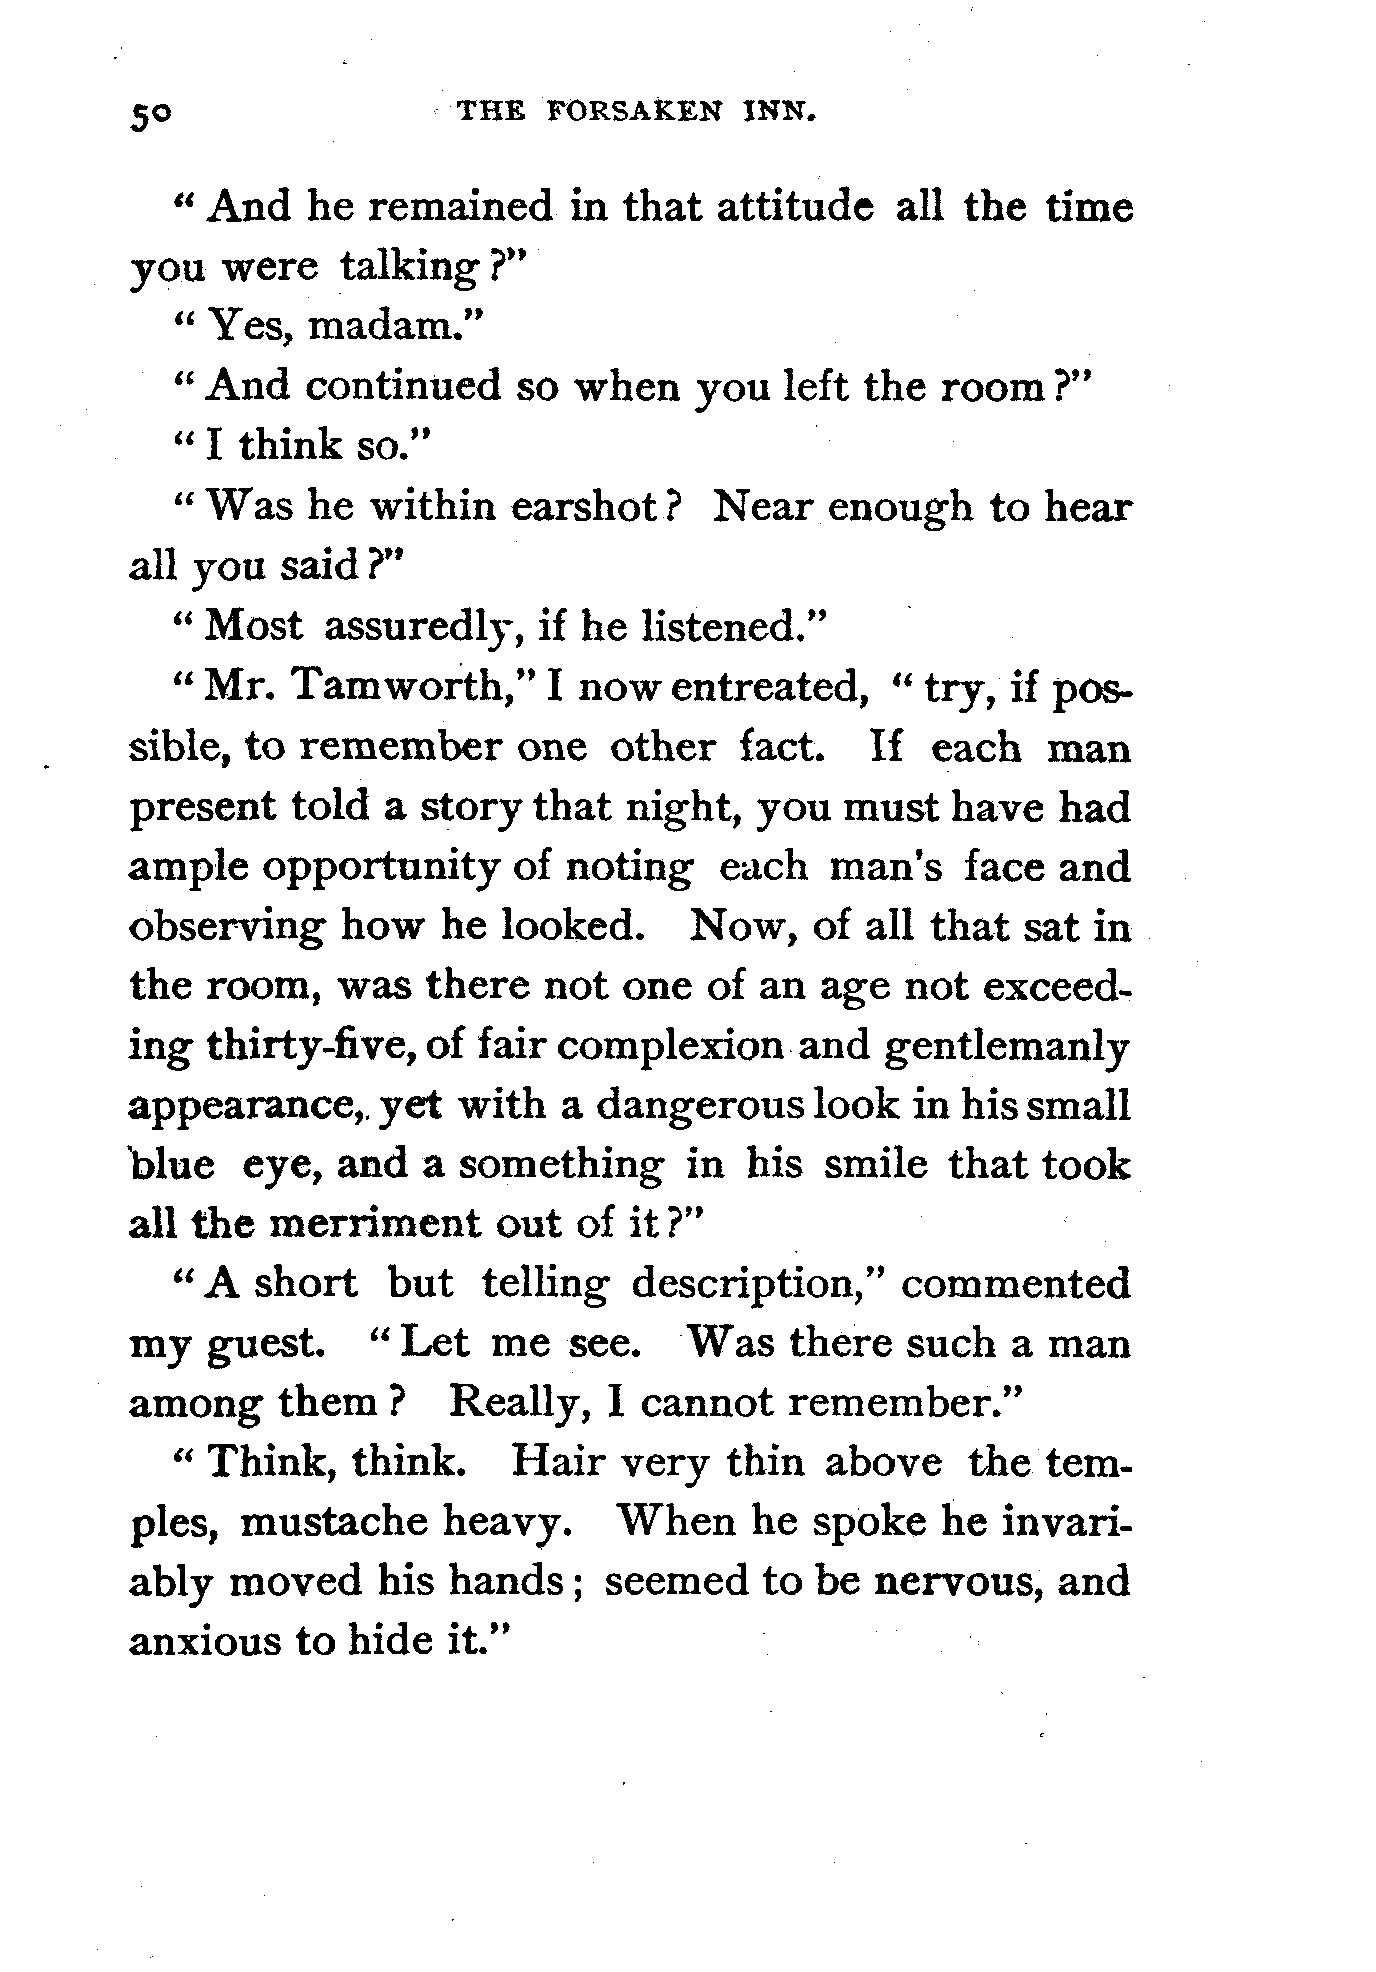 50 THE FORSAKEN INN.
“ And he remained in that attitude all the time
you were talking ?”
“ Yes, madam.”
“ And continued so when you left the room ?”
“ I think so.”
“ Was he within earshot ? Near enough to hear
all you said ?”
“ Most assuredly, if he listened.”
“ Mr. Tamworth,” I now entreated, “ try, if pos-
sible, to remember one other fact. If each man
present told a story that night, you must have had
ample opportunity of noting each man's face and
observing how he looked. Now, of all that sat in
the room, was there not one of an age not exceed-
ing thirty-five, of fair complexion and gentlemanly
appearance, yet with a dangerous look in his small
blue eye, and a something in his smile that took
all the merriment out of it ?”
“ A short but telling description,” commented
my guest. “ Let me see. Was there such a man
among them ? Really, I cannot remember.”
“ Think, think. Hair very thin above the tem-
ples, mustache heavy. When he spoke he invari-
ably moved his hands ; seemed to be nervous, and
anxious to hide it.”